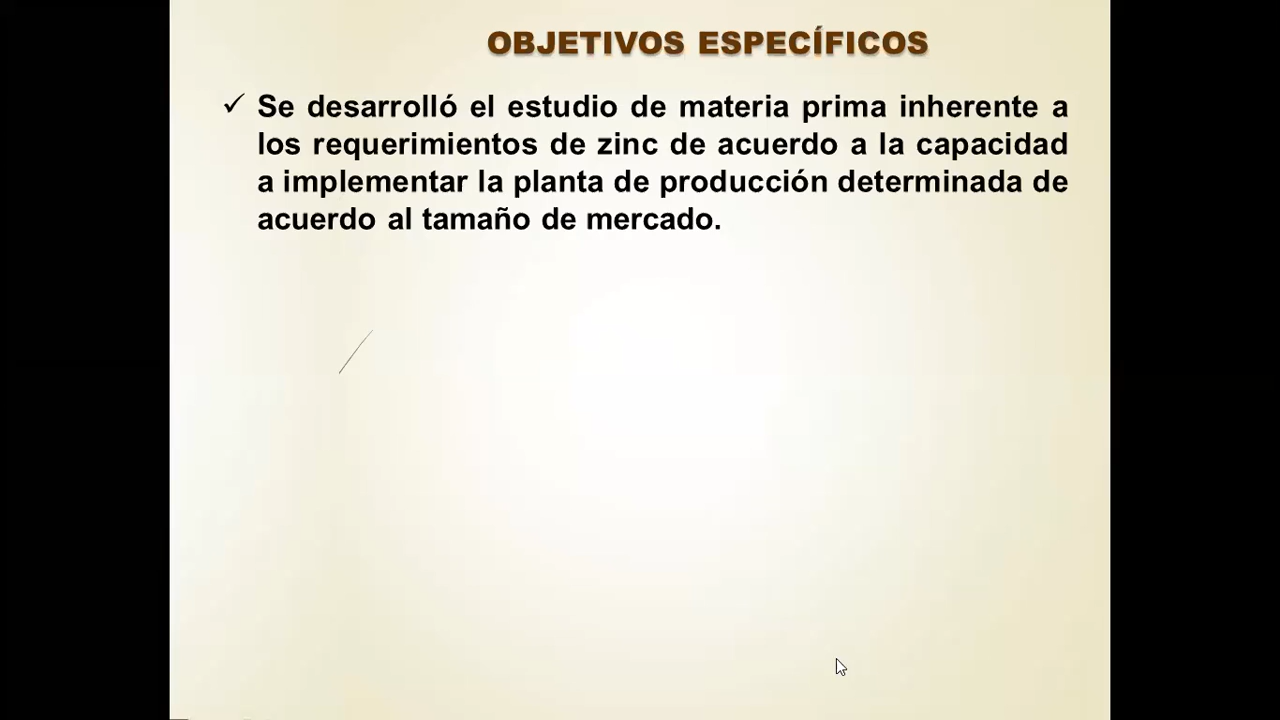 OBJETIVOS ESPECÍFICOS
✓ Se desarrolló el estudio de materia prima inherente a
los requerimientos de zinc de acuerdo a la capacidad
a implementar la planta de producción determinada de
acuerdo al tamaño de mercado.